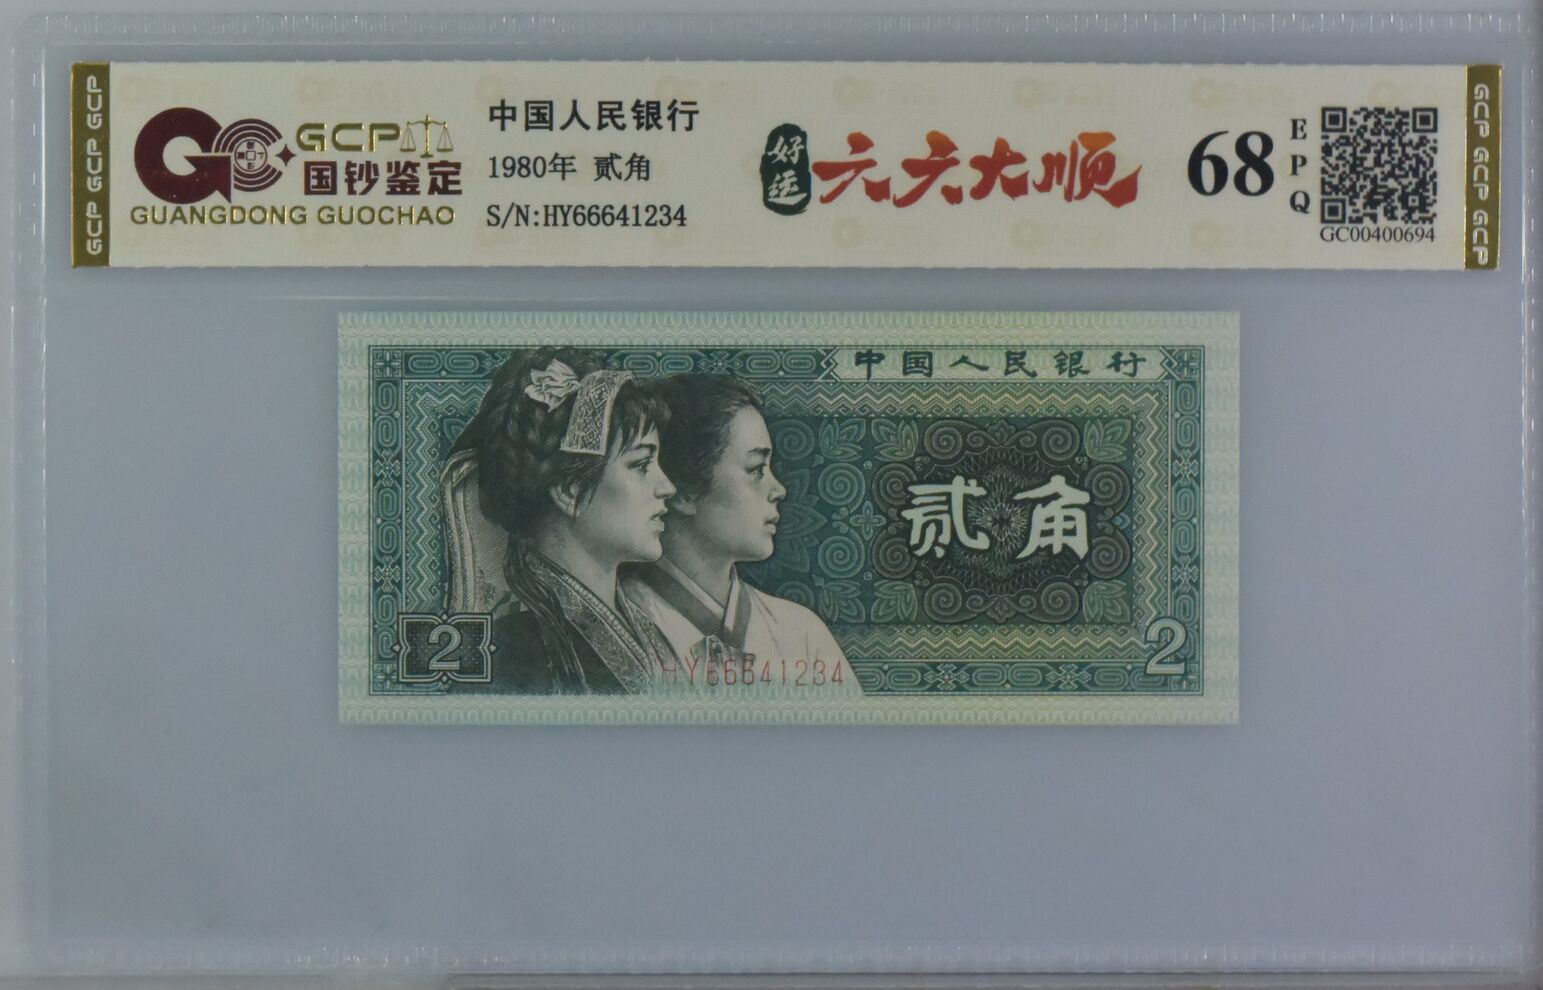 GCP GCP GCP
GCP
国钞鉴定
GUANGDONG GUOCHAO
中国人民银行
1980年 贰角
S/N:HY66641234
好运
六六大顺
68
EPQ
GC00400694
GCP GCP GCP
中国人民银行
贰角
2
2
HY66641234